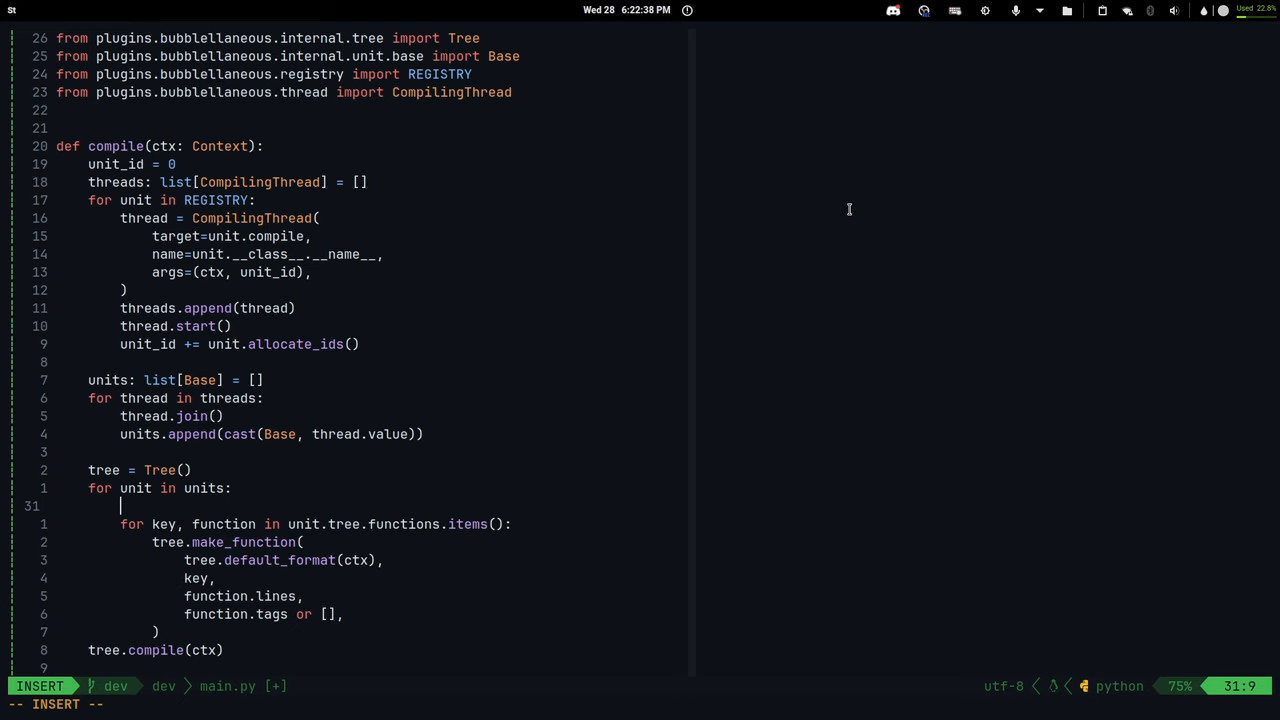 St
Wed 28 6:22:38 PM
Used 22.8%
26 from plugins.bubblellaneous.internal.tree import Tree
25 from plugins.bubblellaneous.internal.unit.base import Base
24 from plugins.bubblellaneous.registry import REGISTRY
23 from plugins.bubblellaneous.thread import CompilingThread
22
21
20 def compile(ctx: Context):
19     unit_id = 0
18     threads: list[CompilingThread] = []
17     for unit in REGISTRY:
16         thread = CompilingThread(
15             target=unit.compile,
14             name=unit.__class__.__name__,
13             args=(ctx, unit_id),
12         )
11         threads.append(thread)
10         thread.start()
9         unit_id += unit.allocate_ids()
8
7     units: list[Base] = []
6     for thread in threads:
5         thread.join()
4         units.append(cast(Base, thread.value))
3
2     tree = Tree()
1     for unit in units:
31
1         for key, function in unit.tree.functions.items():
2             tree.make_function(
3                 tree.default_format(ctx),
4                 key,
5                 function.lines,
6                 function.tags or [],
7             )
8     tree.compile(ctx)
9
INSERT dev dev main.py [+] utf-8 python 75% 31:9
-- INSERT --